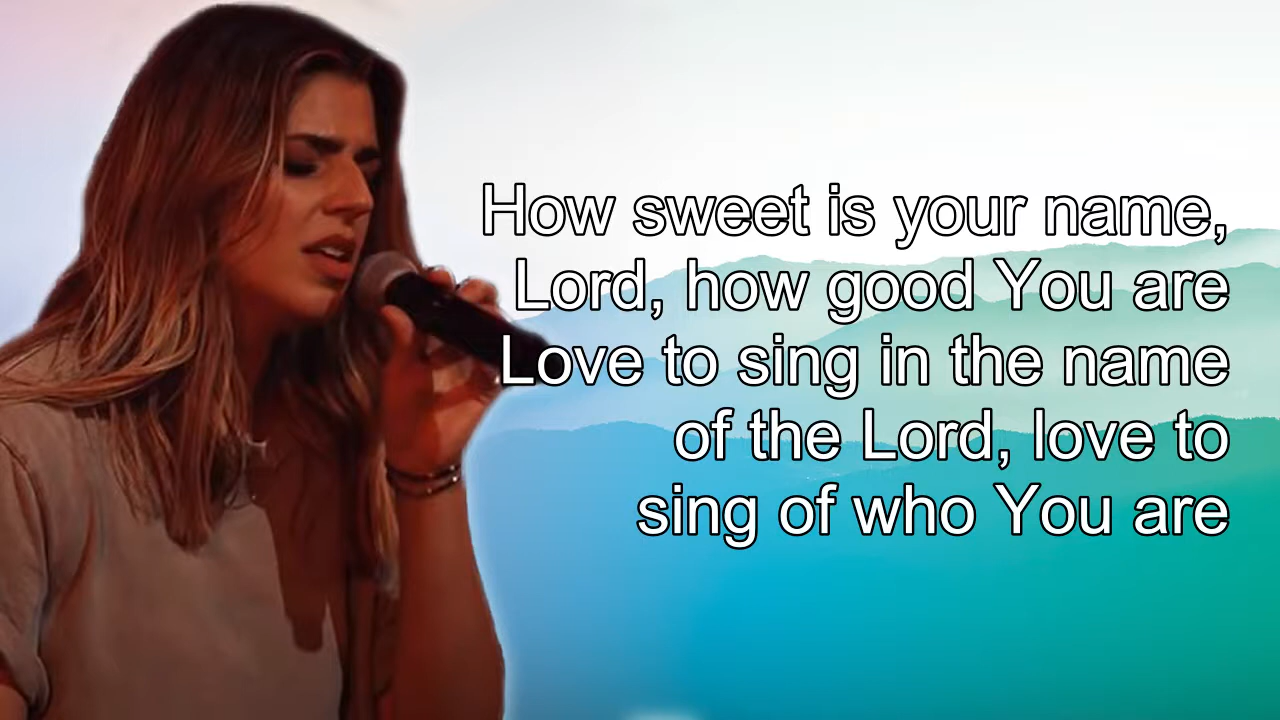 How sweet is your name,
Lord, how good You are
Love to sing in the name
of the Lord, love to
sing of who You are